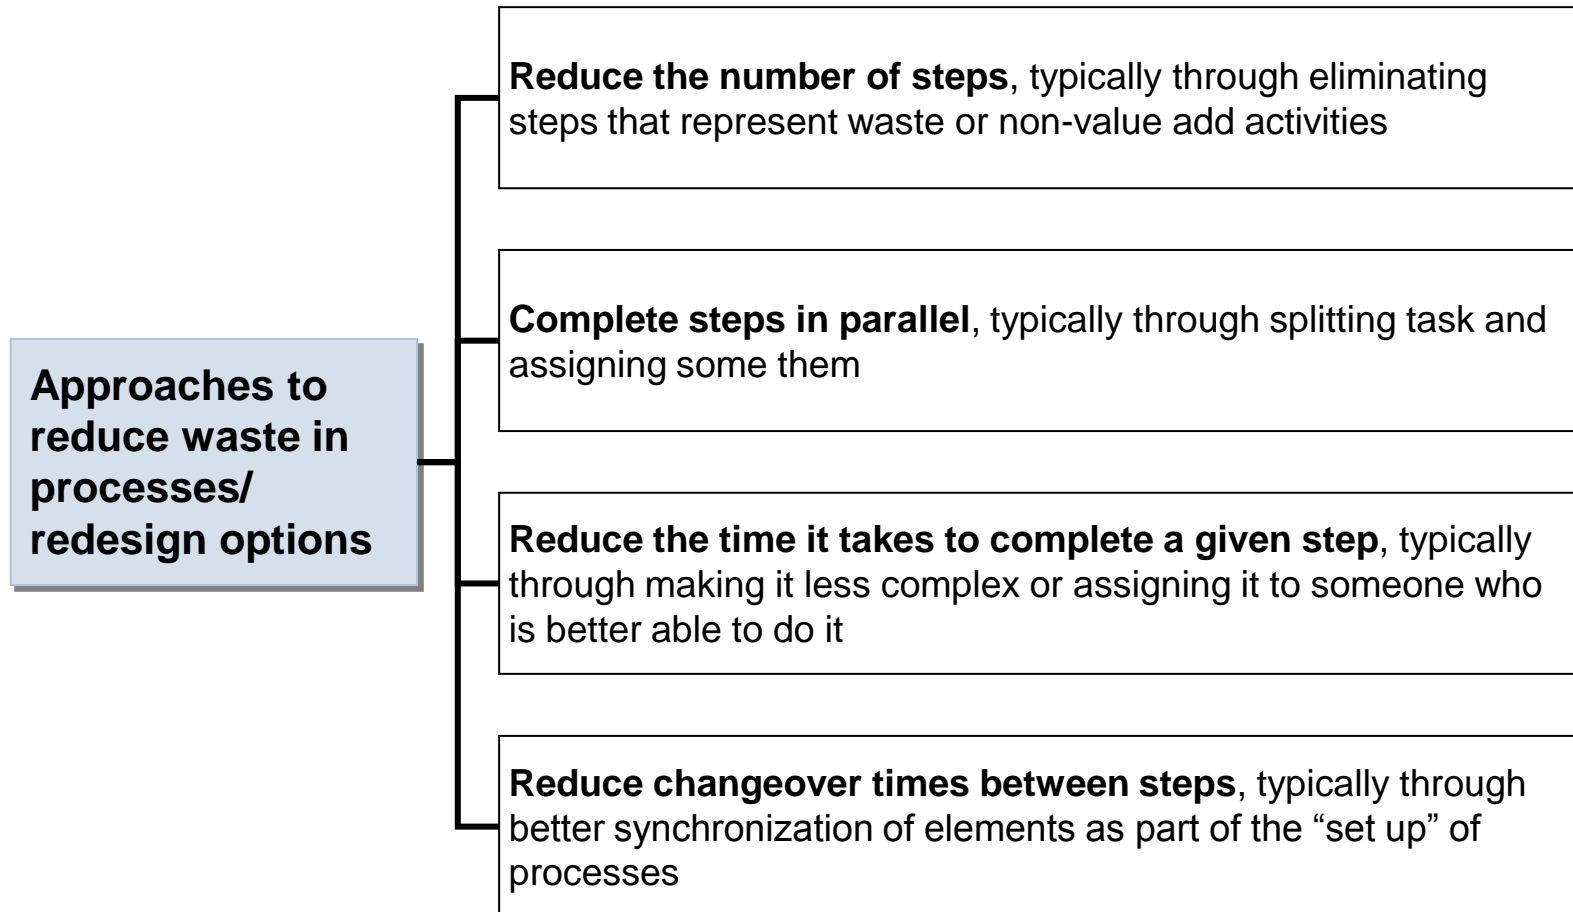 Approaches to
reduce waste in
processes/
redesign options
Reduce the number of steps, typically through eliminating
steps that represent waste or non-value add activities
Complete steps in parallel, typically through splitting task and
assigning some them
Reduce the time it takes to complete a given step, typically
through making it less complex or assigning it to someone who
is better able to do it
Reduce changeover times between steps, typically through
better synchronization of elements as part of the “set up” of
processes